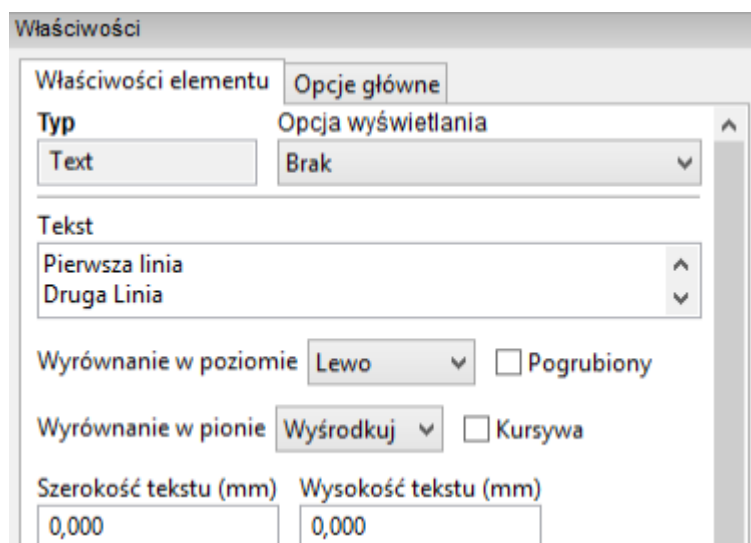 Właściwości
Właściwości elementu Opcje główne
Typ Opcja wyświetlania
Text Brak
Tekst
Pierwsza linia
Druga Linia
Wyrównanie w poziomie Lewo Pogrubiony
Wyrównanie w pionie Wyśrodkuj Kursywa
Szerokość tekstu (mm) Wysokość tekstu (mm)
0,000 0,000